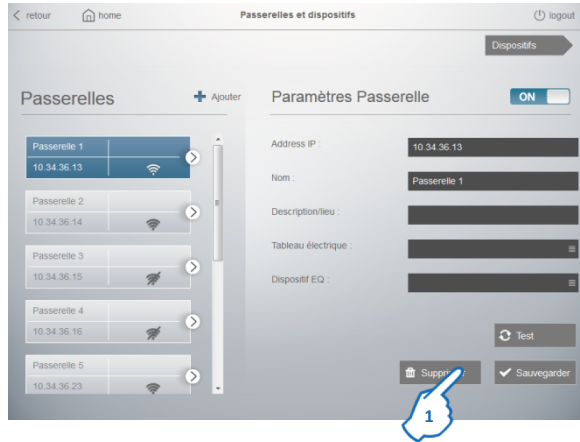 retour home Passerelles et dispositifs logout
Dispositifs
Passerelles Ajouter
Paramètres Passerelle ON
Passerelle 1
10.34.36.13
Passerelle 2
10.34.36.14
Passerelle 3
10.34.36.15
Passerelle 4
10.34.36.16
Passerelle 5
10.34.36.23
Address IP : 10.34.36.13
Nom : Passerelle 1
Description/lieu :
Tableau électrique :
Dispositif EQ :
Test
Sauvegarder
1